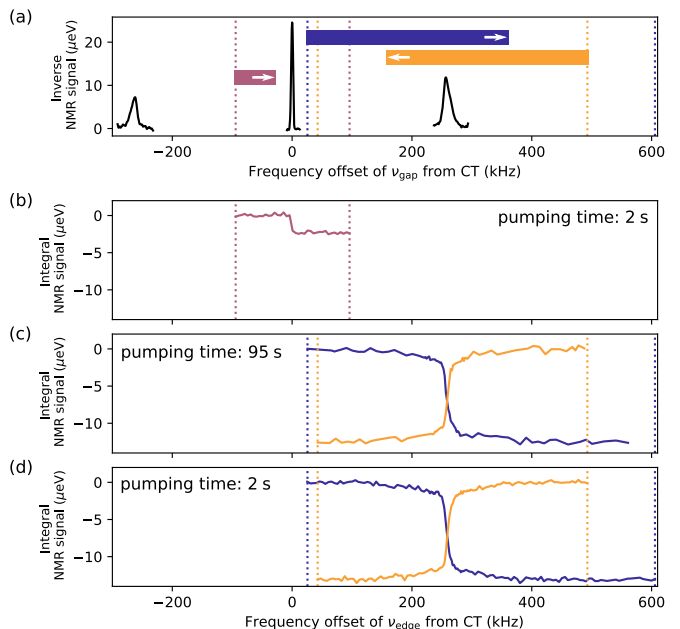 (a)
Inverse
NMR signal (μeV)
20
10
0
−200
0
200
400
600
Frequency offset of νgap from CT (kHz)
(b)
Integral
NMR signal (μeV)
0
−5
−10
pumping time: 2 s
(c)
Integral
NMR signal (μeV)
0
−5
−10
pumping time: 95 s
(d)
Integral
NMR signal (μeV)
0
−5
−10
pumping time: 2 s
−200
0
200
400
600
Frequency offset of νedge from CT (kHz)